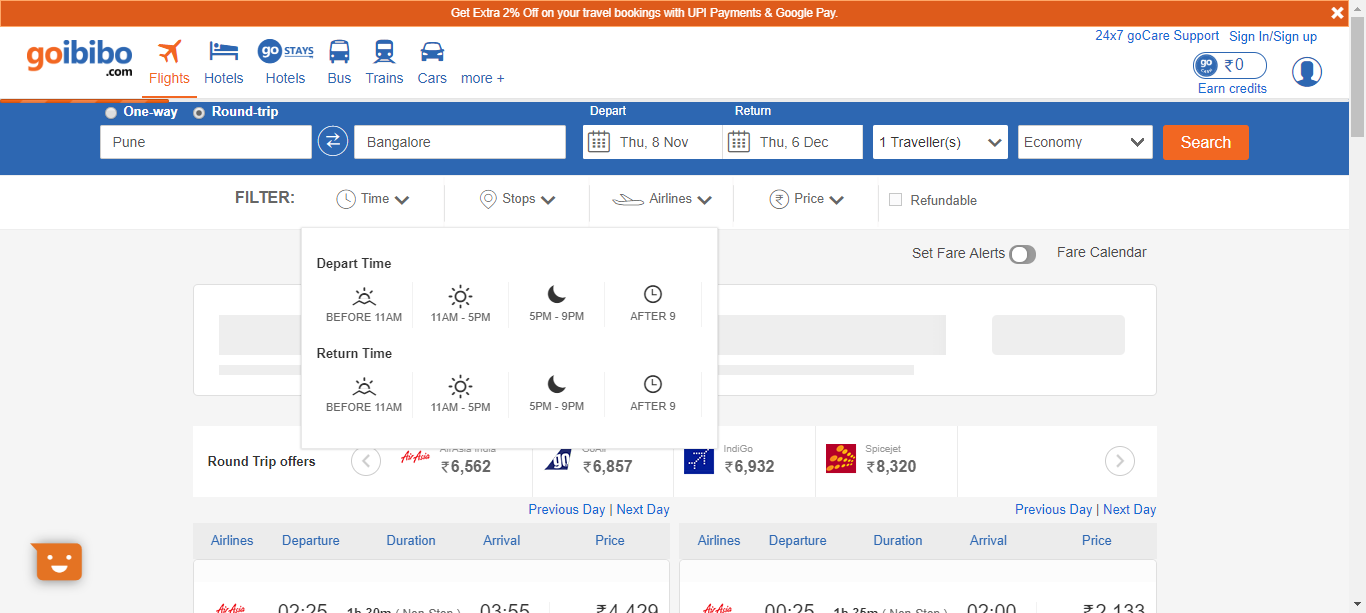 Get Extra 2% Off on your travel bookings with UPI Payments & Google Pay.
24x7 goCare Support Sign In/Sign up
goibibo.com
go STAYS
Flights Hotels Hotels Bus Trains Cars more +
go ₹0
Earn credits
One-way Round-trip Depart Return
Pune Bangalore Thu, 8 Nov Thu, 6 Dec 1 Traveller(s) Economy Search
FILTER: Time Stops Airlines Price Refundable
Set Fare Alerts Fare Calendar
Depart Time
BEFORE 11AM 11AM - 5PM 5PM - 9PM AFTER 9
Return Time
BEFORE 11AM 11AM - 5PM 5PM - 9PM AFTER 9
Round Trip offers
AirAsia AirAsia India ₹6,562
go GoAir ₹6,857
IndiGo ₹6,932
Spicejet ₹8,320
Previous Day | Next Day Previous Day | Next Day
Airlines Departure Duration Arrival Price Airlines Departure Duration Arrival Price
AirAsia 02:25 1h 30m ( Non Stop ) 03:55 ₹4,429 AirAsia 00:25 1h 35m ( Non Stop ) 02:00 ₹2,133